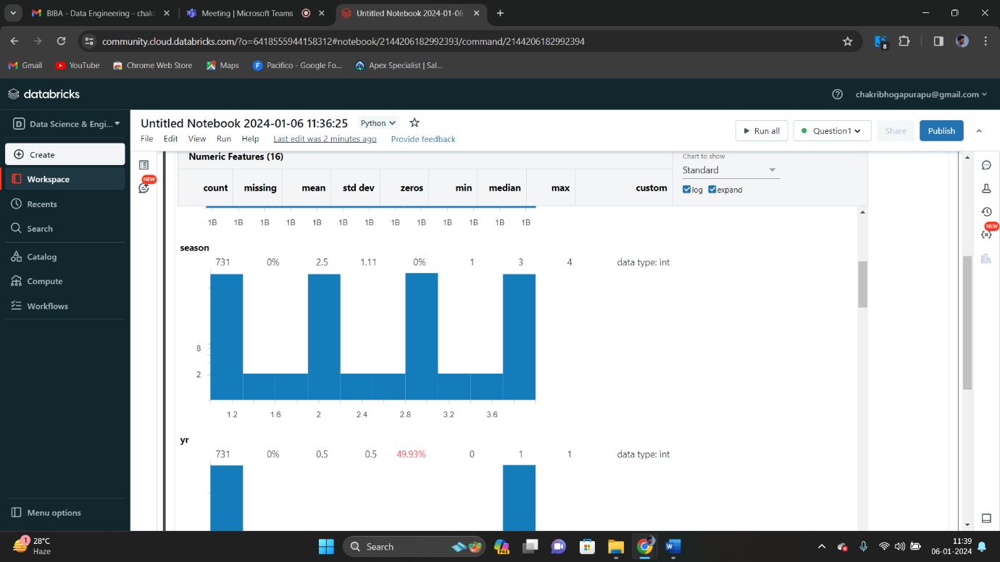 BIBA - Data Engineering - chak
Meeting | Microsoft Teams
Untitled Notebook 2024-01-06
community.cloud.databricks.com/?o=6418555944158312#notebook/2144206182992393/command/2144206182992394
8
Gmail YouTube Chrome Web Store Maps Pacifico - Google Fo... Apex Specialist | Sal...
databricks
chakribhogapurapu@gmail.com
D Data Science & Engi...
Untitled Notebook 2024-01-06 11:36:25 Python
File Edit View Run Help Last edit was 2 minutes ago Provide feedback
Run all Question1 Share Publish
Create
Workspace
Recents
Search
Catalog
Compute
Workflows
Menu options
NEW
NEW
Numeric Features (16)
Chart to show
Standard
log expand
count missing mean std dev zeros min median max custom
1B 1B 1B 1B 1B 1B 1B 1B 1B 1B 1B 1B 1B
season
731 0% 2.5 1.11 0% 1 3 4 data type: int
8
2
1.2 1.6 2 2.4 2.8 3.2 3.6
yr
731 0% 0.5 0.5 49.93% 0 1 1 data type: int
1
28°C
Haze
Search
PRE
11:39
06-01-2024